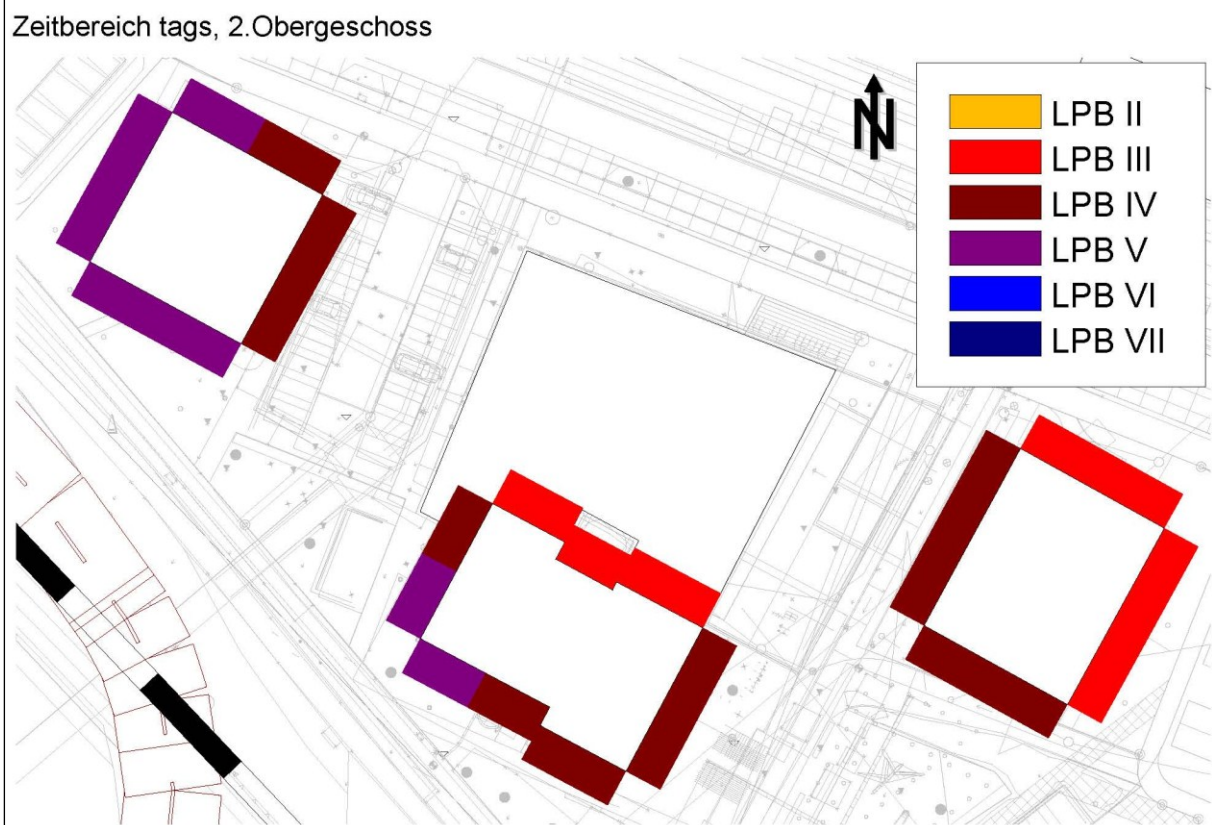 Zeitbereich tags, 2.Obergeschoss
N
LPB II
LPB III
LPB IV
LPB V
LPB VI
LPB VII